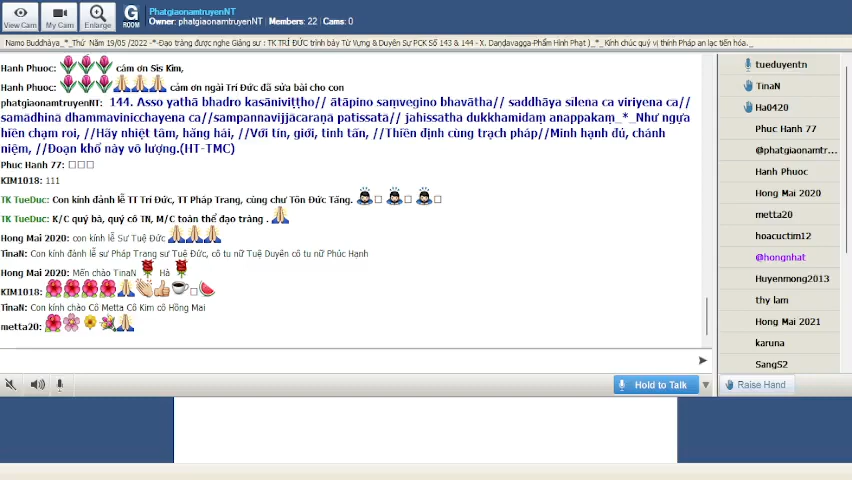 PhatgiaonamtruyenNT
Owner: phatgiaonamtruyenNT | Members: 22 | Cams: 0
View Cam
My Cam
Enlarge
G
ROOM
Namo Buddhàya_*_Thứ Năm 19/05 /2022 -*-Đạo tràng được nghe Giảng sư : TK TRÍ ĐỨC trình bày Từ Vựng & Duyên Sự PCK Số 143 & 144 - X. Daṇḍavagga-Phẩm Hình Phạt )_*_Kính chúc quý vị thính Pháp an lạc tiến hóa._
Hanh Phuoc: cám ơn Sis Kim,
Hanh Phuoc: cảm ơn ngài Trí Đức đã sửa bài cho con
phatgiaonamtruyenNT: 144. Asso yathā bhadro kasāniviṭṭho// ātāpino saṃvegino bhavātha// saddhāya sīlena ca vīriyena ca//
samādhinā dhammavinicchayena ca//sampannavijjācaraṇā patissatā// jahissatha dukkhamidaṃ anappakaṃ_*_Như ngựa
hiền chạm roi, //Hãy nhiệt tâm, hăng hái, //Với tín, giới, tinh tấn, //Thiền định cùng trạch pháp//Minh hạnh đủ, chánh
niệm, //Đoạn khổ này vô lượng.(HT-TMC)
Phuc Hanh 77:
KIM1018: 111
TK TueDuc: Con kính đảnh lễ TT Trí Đức, TT Pháp Trang, cùng chư Tôn Đức Tăng.
TK TueDuc: K/C quý bà, quý cô TN, M/C toàn thể đạo tràng .
Hong Mai 2020: con kính lễ Sư Tuệ Đức
TinaN: Con kính đảnh lễ sư Pháp Trang sư Tuệ Đức, cô tu nữ Tuệ Duyên cô tu nữ Phúc Hạnh
Hong Mai 2020: Mến chào TinaN Hà
KIM1018:
TinaN: Con kính chào Cô Metta Cô Kim cô Hồng Mai
metta20:
Hold to Talk
tueduyentn
TinaN
Ha0420
Phuc Hanh 77
@phatgiaonamtr...
Hanh Phuoc
Hong Mai 2020
metta20
hoacuctim12
@hongnhat
Huyenmong2013
thy lam
Hong Mai 2021
karuna
SangS2
Raise Hand